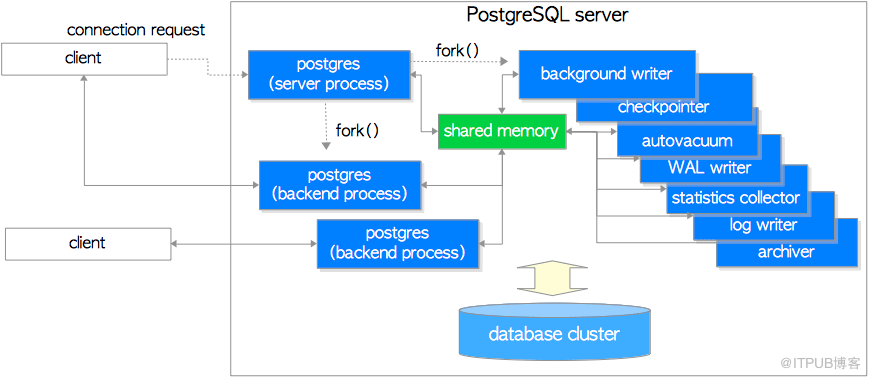 PostgreSQL server
connection request
client
postgres
(server process)
fork()
background writer
checkpointer
fork()
shared memory
autovacuum
WAL writer
postgres
(backend process)
statistics collector
log writer
client
postgres
(backend process)
archiver
database cluster
@ITPUB博客